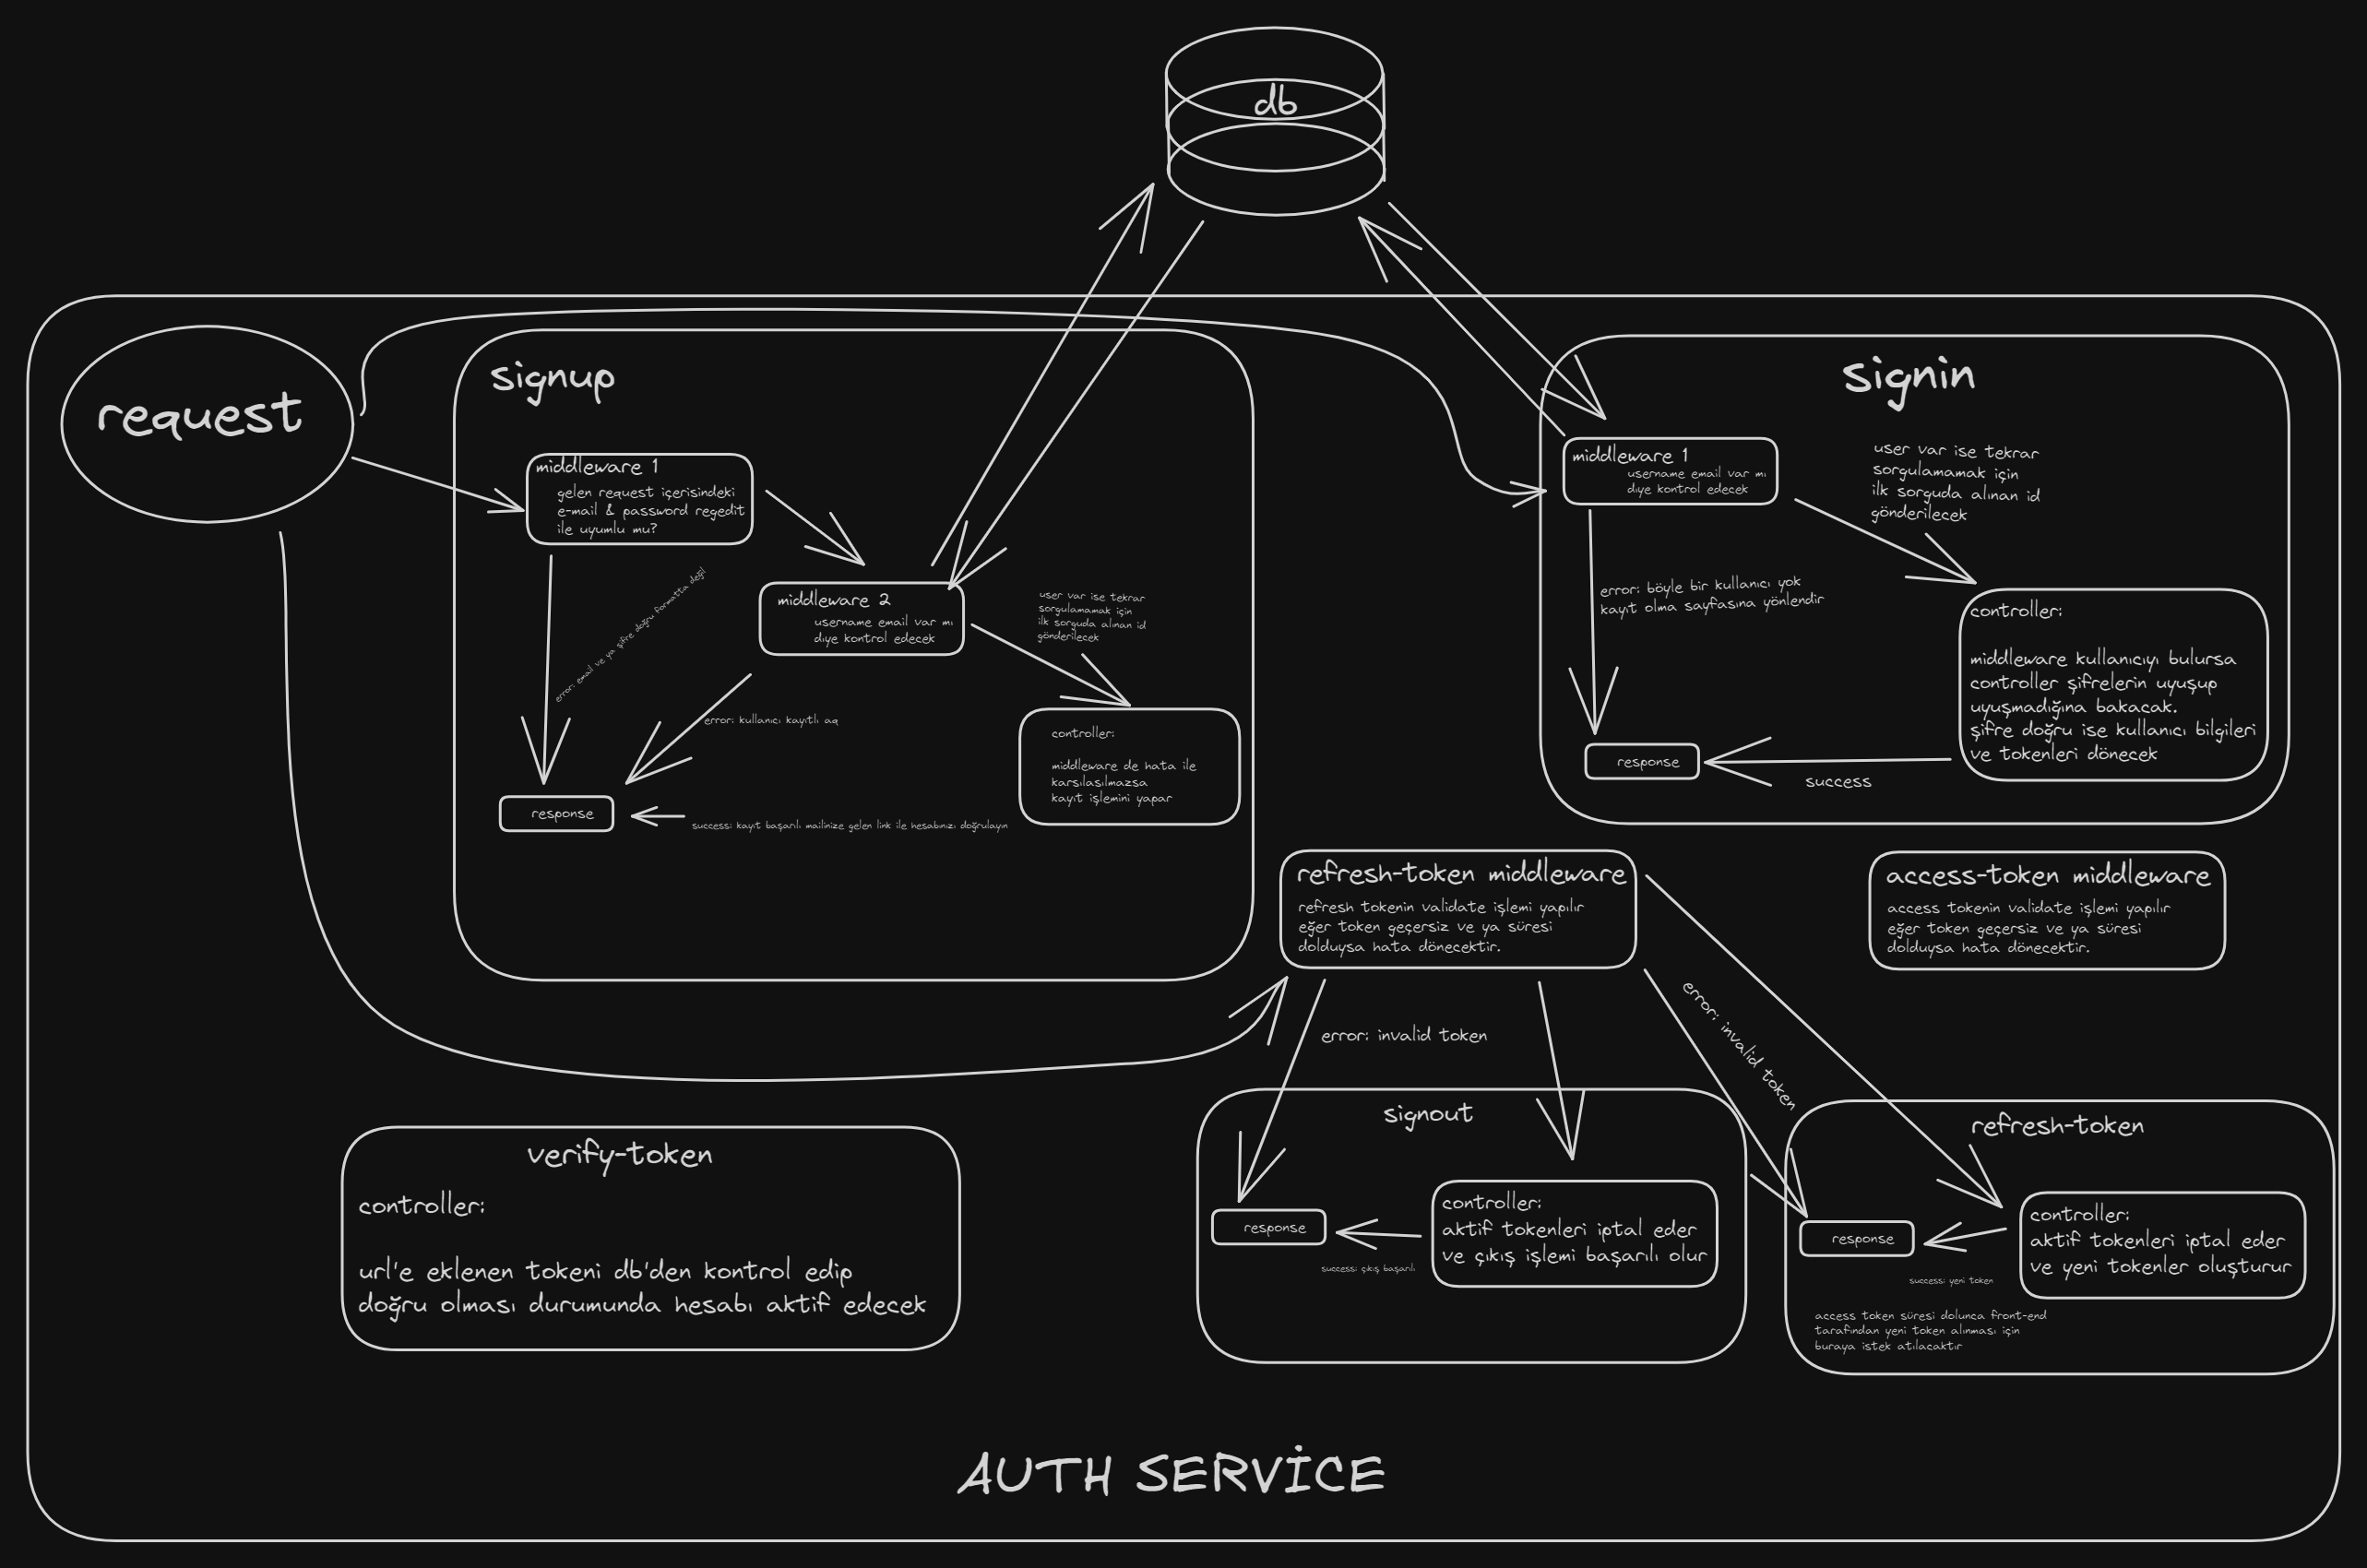 db
request
signup
middleware 1
gelen request içerisindeki
e-mail & password regedit
ile uyumlu mu?
error: email ve ya şifre doğru formatta değil
middleware 2
username email var mı
dıye kontrol edecek
user var ise tekrar
sorgulamamak için
ilk sorguda alınan id
gönderilecek
error: kullanıcı kayıtlı aq
controller:
middleware de hata ile
karsılasılmazsa
kayıt işlemini yapar
response
success: kayıt başarılı mailinize gelen link ile hesabınızı doğrulayın
signin
middleware 1
username email var mı
dıye kontrol edecek
user var ise tekrar
sorgulamamak için
ilk sorguda alınan id
gönderilecek
error: böyle bir kullanıcı yok
kayıt olma sayfasına yönlendir
controller:
middleware kullanıcıyı bulursa
controller şifrelerin uyuşup
uyuşmadığına bakacak.
şifre doğru ise kullanıcı bilgileri
ve tokenleri dönecek
response
success
refresh-token middleware
refresh tokenin validate işlemi yapılır
eğer token geçersiz ve ya süresi
dolduysa hata dönecektir.
access-token middleware
access tokenin validate işlemi yapılır
eğer token geçersiz ve ya süresi
dolduysa hata dönecektir.
error: invalid token
error: invalid token
verify-token
controller:
url'e eklenen tokeni db'den kontrol edip
doğru olması durumunda hesabı aktif edecek
signout
response
controller:
aktif tokenleri iptal eder
ve çıkış işlemi başarılı olur
success: çıkış başarılı
refresh-token
response
controller:
aktif tokenleri iptal eder
ve yeni tokenler oluşturur
success: yeni token
access token süresi dolunca front-end
tarafından yeni token alınması için
buraya istek atılacaktır
AUTH SERVİCE